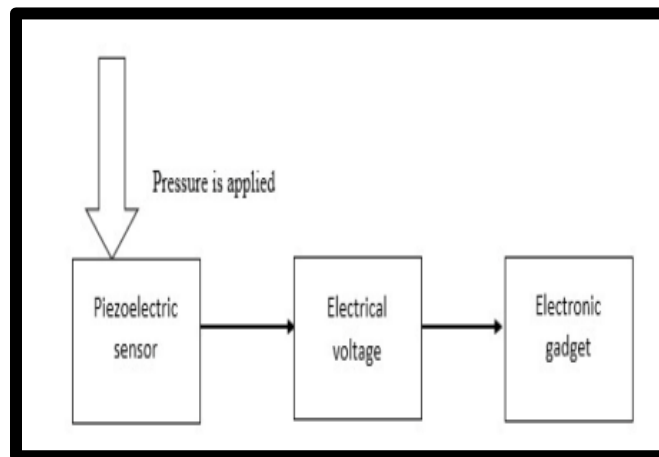 Pressure is applied
Piezoelectric
sensor
Electrical
voltage
Electronic
gadget